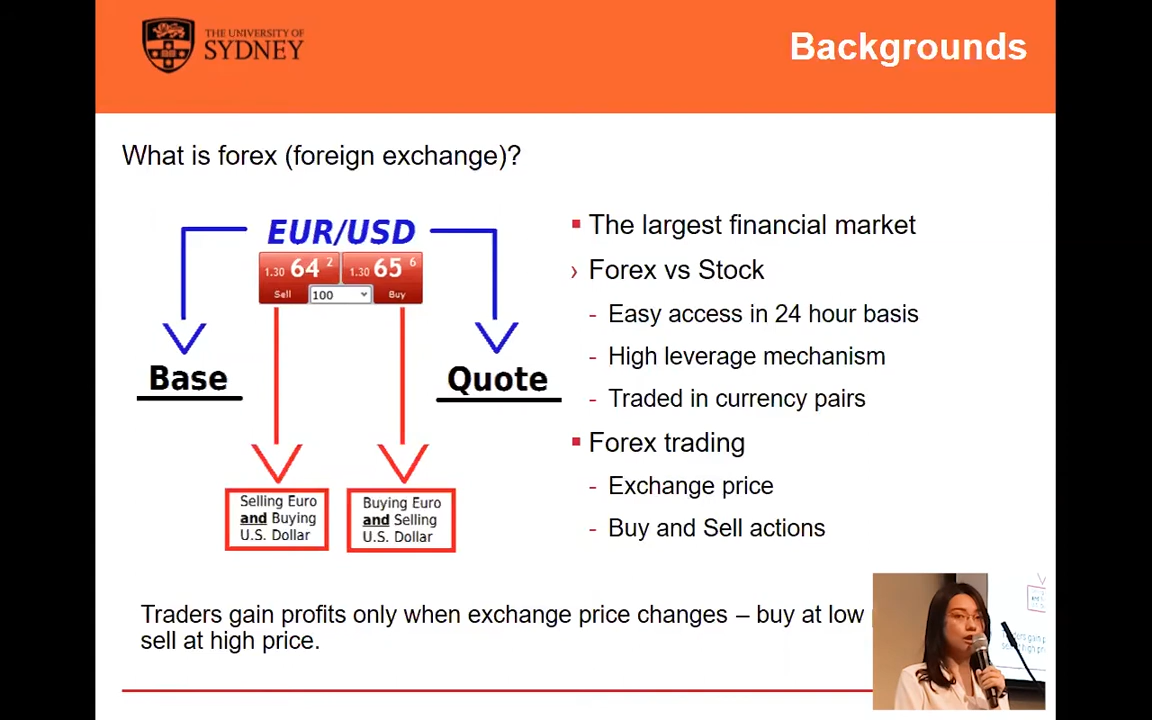 THE UNIVERSITY OF
SYDNEY
Backgrounds
What is forex (foreign exchange)?
EUR/USD
1.30 64 2
1.30 65 6
Sell
100
Buy
Base
Quote
Selling Euro
and Buying
U.S. Dollar
Buying Euro
and Selling
U.S. Dollar
The largest financial market
Forex vs Stock
- Easy access in 24 hour basis
- High leverage mechanism
- Traded in currency pairs
Forex trading
- Exchange price
- Buy and Sell actions
Traders gain profits only when exchange price changes – buy at low
sell at high price.